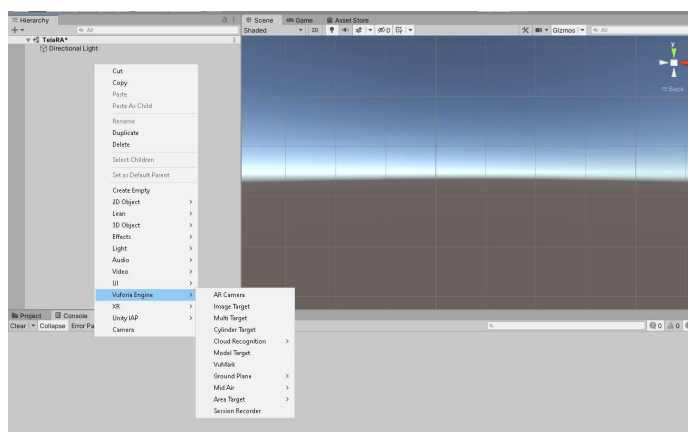 Hierarchy
All
TelaRA*
Directional Light
Cut
Copy
Paste
Paste As Child
Rename
Duplicate
Delete
Select Children
Set as Default Parent
Create Empty
2D Object
Lean
3D Object
Effects
Light
Audio
Video
UI
Vuforia Engine
XR
Unity IAP
Camera
AR Camera
Image Target
Multi Target
Cylinder Target
Cloud Recognition
Model Target
VuMark
Ground Plane
Mid Air
Area Target
Session Recorder
Scene
Game
Asset Store
Shaded
2D
0
Gizmos
All
y
Back
Project
Console
Clear
Collapse
Error Pa
0
0